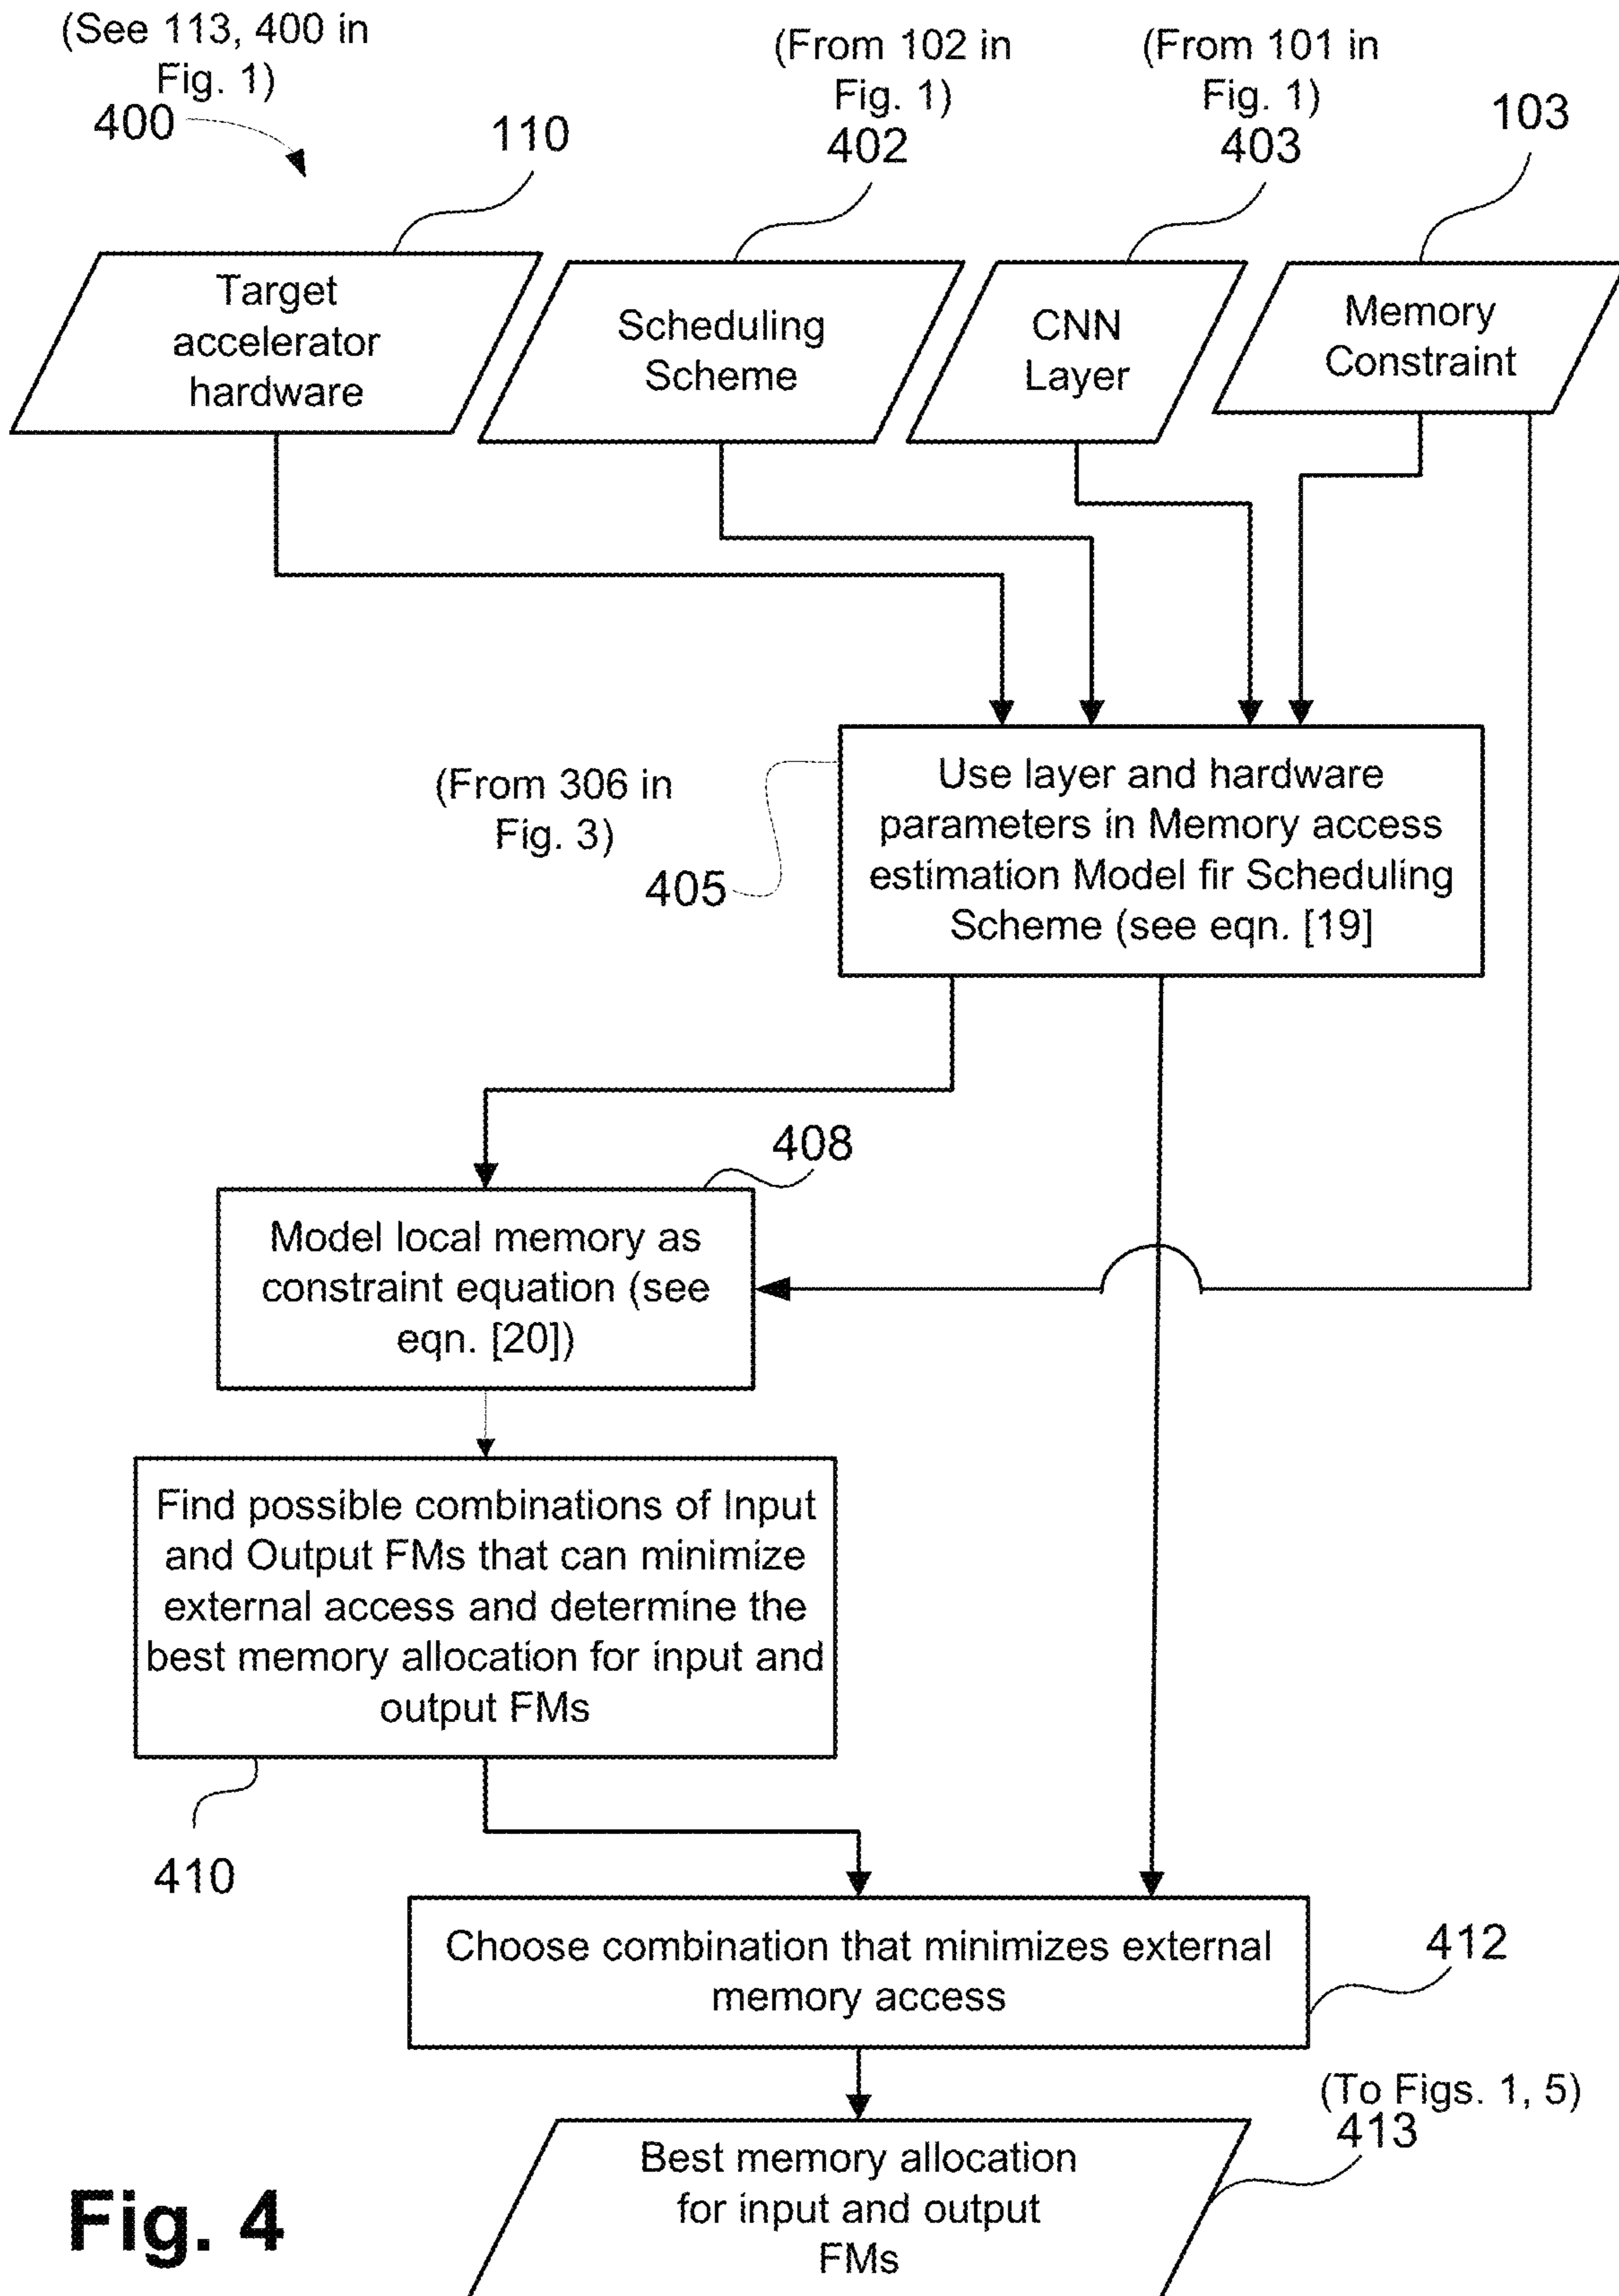 (See 113, 400 in
Fig. 1)
400
110
(From 102 in
Fig. 1)
402
(From 101 in
Fig. 1)
403
103
Target
accelerator
hardware
Scheduling
Scheme
CNN
Layer
Memory
Constraint
(From 306 in
Fig. 3)
405
Use layer and hardware
parameters in Memory access
estimation Model fir Scheduling
Scheme (see eqn. [19]
408
Model local memory as
constraint equation (see
eqn. [20])
Find possible combinations of Input
and Output FMs that can minimize
external access and determine the
best memory allocation for input and
output FMs
410
Choose combination that minimizes external
memory access
412
(To Figs. 1, 5)
413
Best memory allocation
for input and output
FMs
Fig. 4